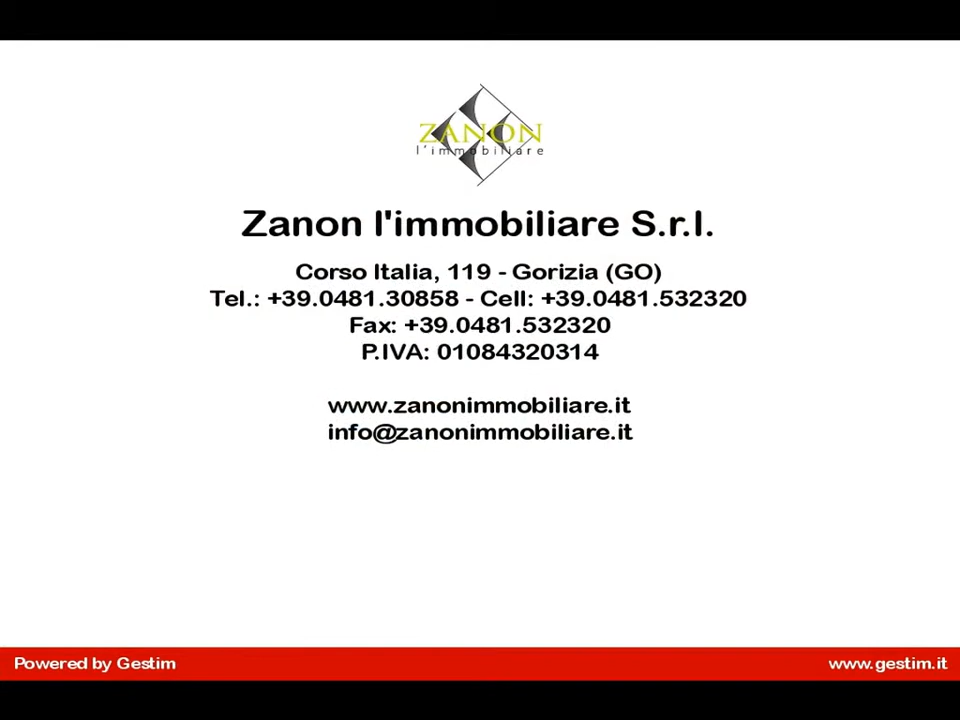 ZANON
l'immobiliare
Zanon l'immobiliare S.r.l.
Corso Italia, 119 - Gorizia (GO)
Tel.: +39.0481.30858 - Cell: +39.0481.532320
Fax: +39.0481.532320
P.IVA: 01084320314
www.zanonimmobiliare.it
info@zanonimmobiliare.it
Powered by Gestim
www.gestim.it